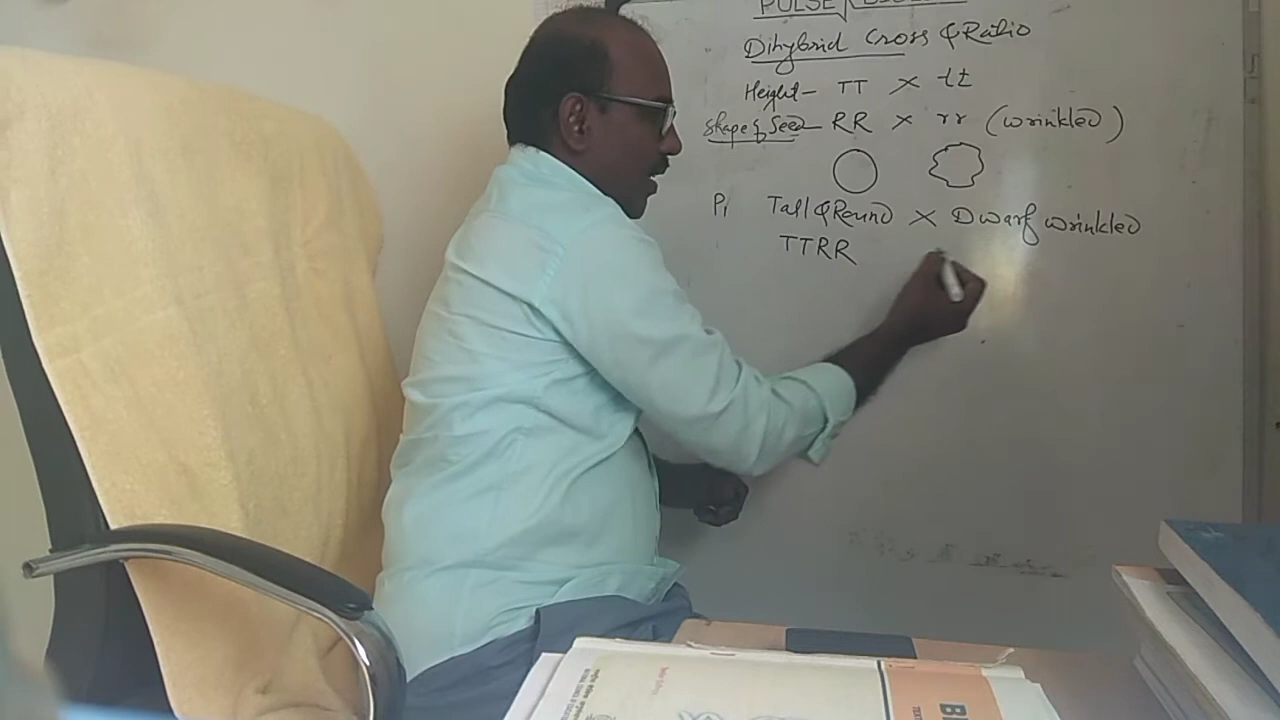 PULSE
Dihybrid Cross & Ratio
Height- TT × tt
Shape of Seed RR × rr (wrinkled)
P1 Tall & Round × Dwarf wrinkled
TTRR